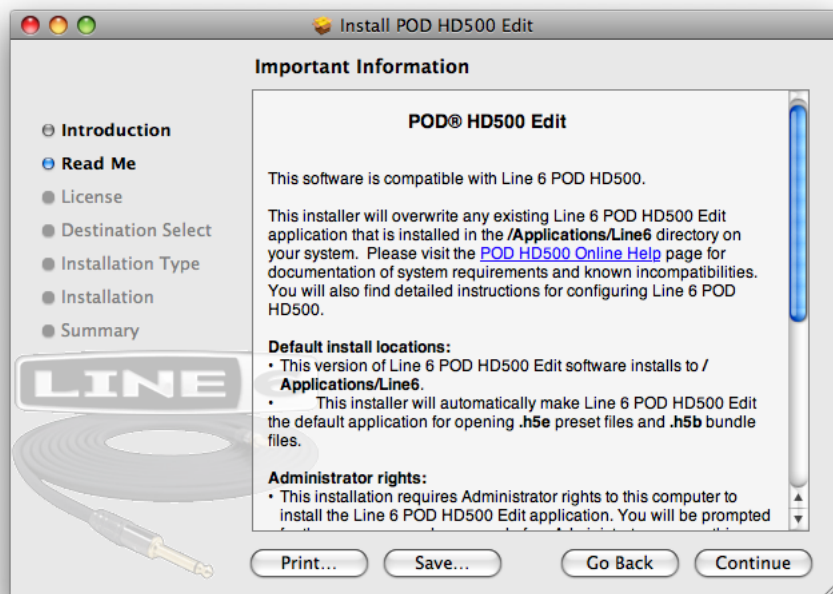 Install POD HD500 Edit
Important Information
Introduction
Read Me
License
Destination Select
Installation Type
Installation
Summary
LINE 6
POD® HD500 Edit
This software is compatible with Line 6 POD HD500.
This installer will overwrite any existing Line 6 POD HD500 Edit
application that is installed in the /Applications/Line6 directory on
your system.  Please visit the POD HD500 Online Help page for
documentation of system requirements and known incompatibilities.
You will also find detailed instructions for configuring Line 6 POD
HD500.
Default install locations:
• This version of Line 6 POD HD500 Edit software installs to /
Applications/Line6.
• This installer will automatically make Line 6 POD HD500 Edit
the default application for opening .h5e preset files and .h5b bundle
files.
Administrator rights:
• This installation requires Administrator rights to this computer to
install the Line 6 POD HD500 Edit application. You will be prompted
Print...
Save...
Go Back
Continue